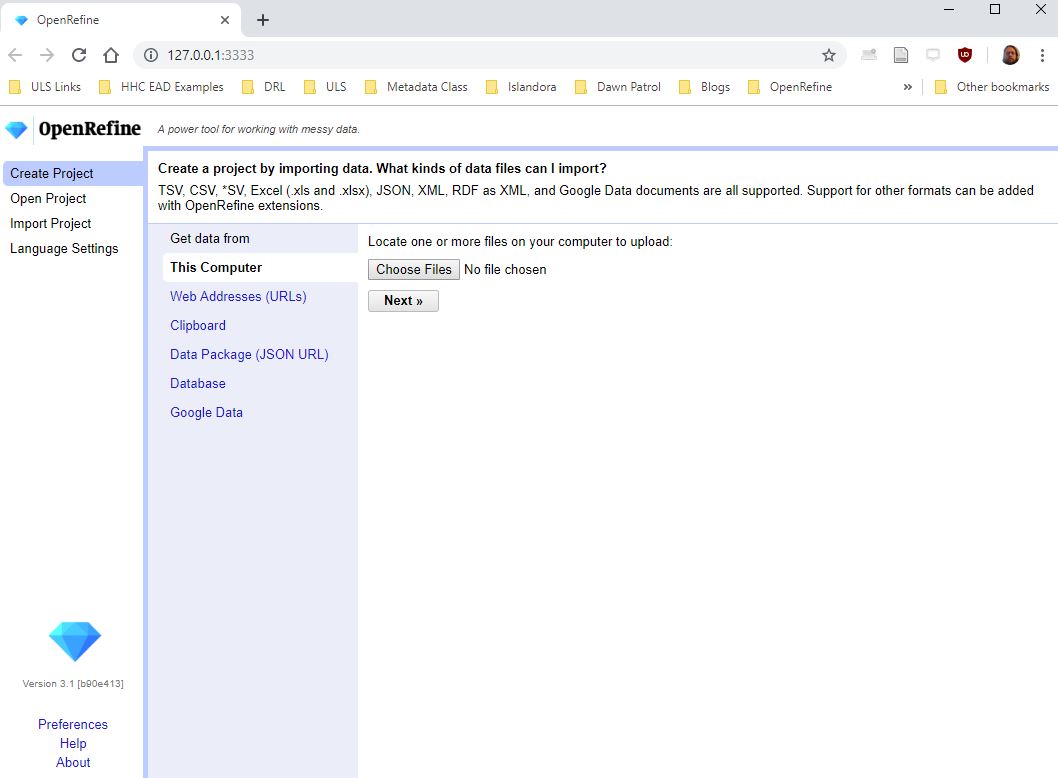 OpenRefine
127.0.0.1:3333
ULS Links
HHC EAD Examples
DRL
ULS
Metadata Class
Islandora
Dawn Patrol
Blogs
OpenRefine
»
Other bookmarks
OpenRefine
A power tool for working with messy data.
Create Project
Open Project
Import Project
Language Settings
Create a project by importing data. What kinds of data files can I import?
TSV, CSV, *SV, Excel (.xls and .xlsx), JSON, XML, RDF as XML, and Google Data documents are all supported. Support for other formats can be added
with OpenRefine extensions.
Get data from
This Computer
Web Addresses (URLs)
Clipboard
Data Package (JSON URL)
Database
Google Data
Locate one or more files on your computer to upload:
Choose Files No file chosen
Next »
Version 3.1 [b90e413]
Preferences
Help
About